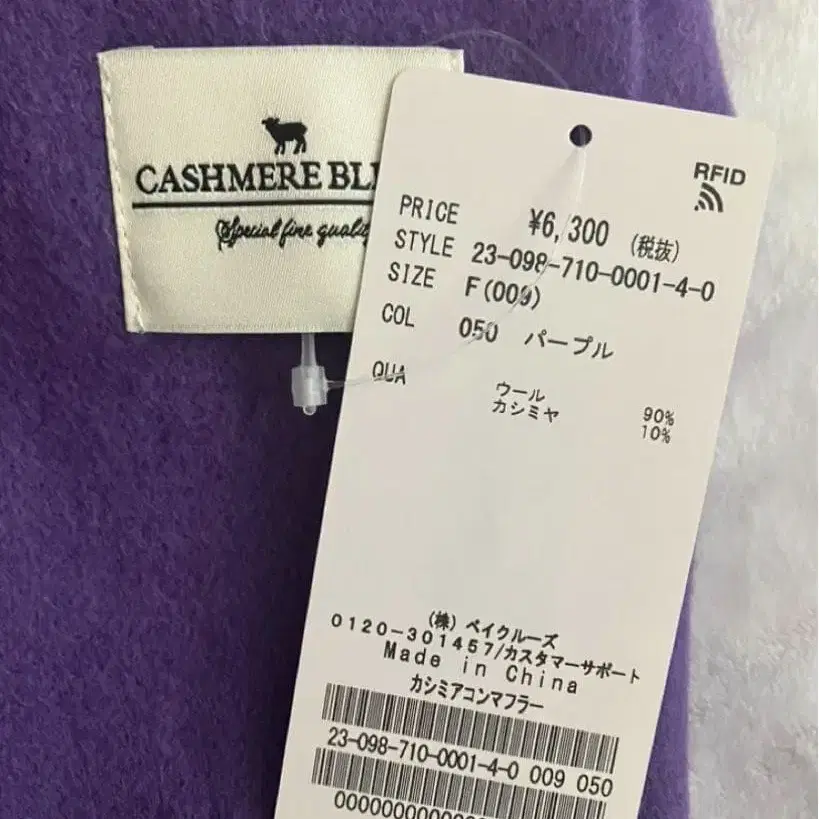 CASHMERE
Special fine quality
RFID
PRICE ¥6,300 (税抜)
STYLE 23-098-710-0001-4-0
SIZE F(009)
COL 050 パープル
QUA ウール 90%
カシミヤ 10%
(株) ベイクルーズ
0120-301457/カスタマーサポート
Made in China
カシミアコンマフラー
23-098-710-0001-4-0 009 050